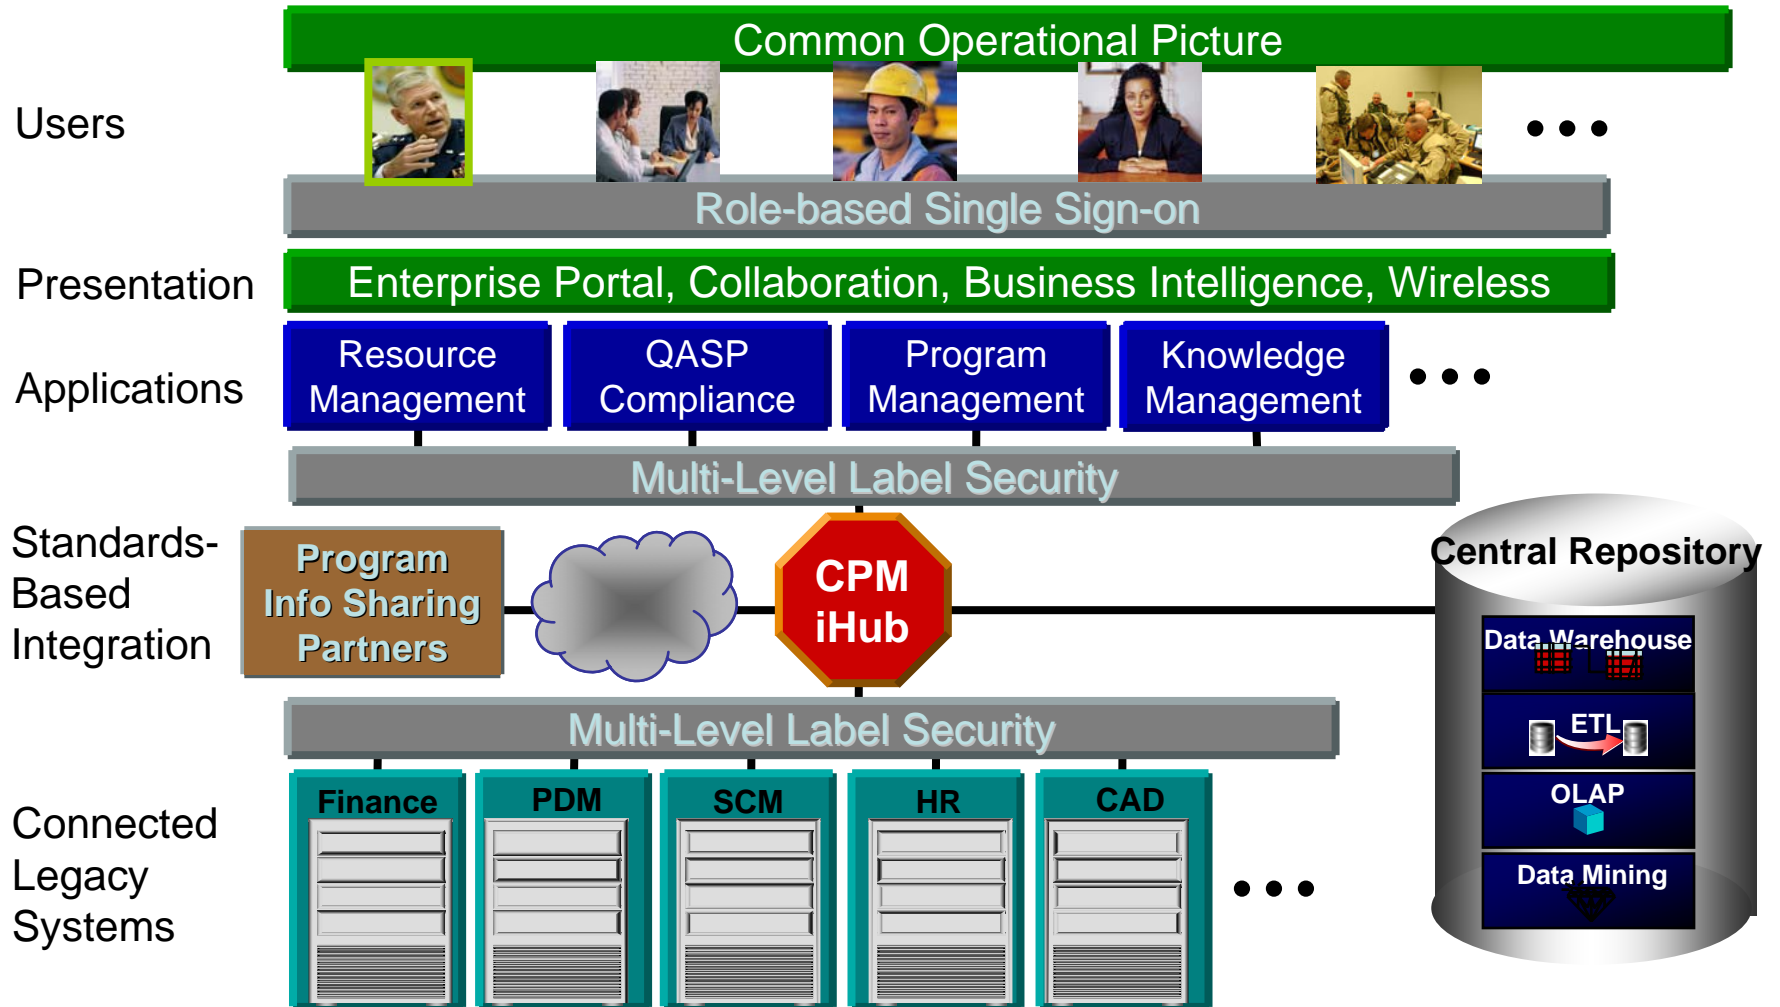 Common Operational Picture
Users
Role-based Single Sign-on
Presentation
Enterprise Portal, Collaboration, Business Intelligence, Wireless
Applications
Resource
Management
QASP
Compliance
Program
Management
Knowledge
Management
Multi-Level Label Security
Standards-
Based
Integration
Program
Info Sharing
Partners
CPM
iHub
Central Repository
Data Warehouse
ETL
OLAP
Data Mining
Multi-Level Label Security
Connected
Legacy
Systems
Finance
PDM
SCM
HR
CAD